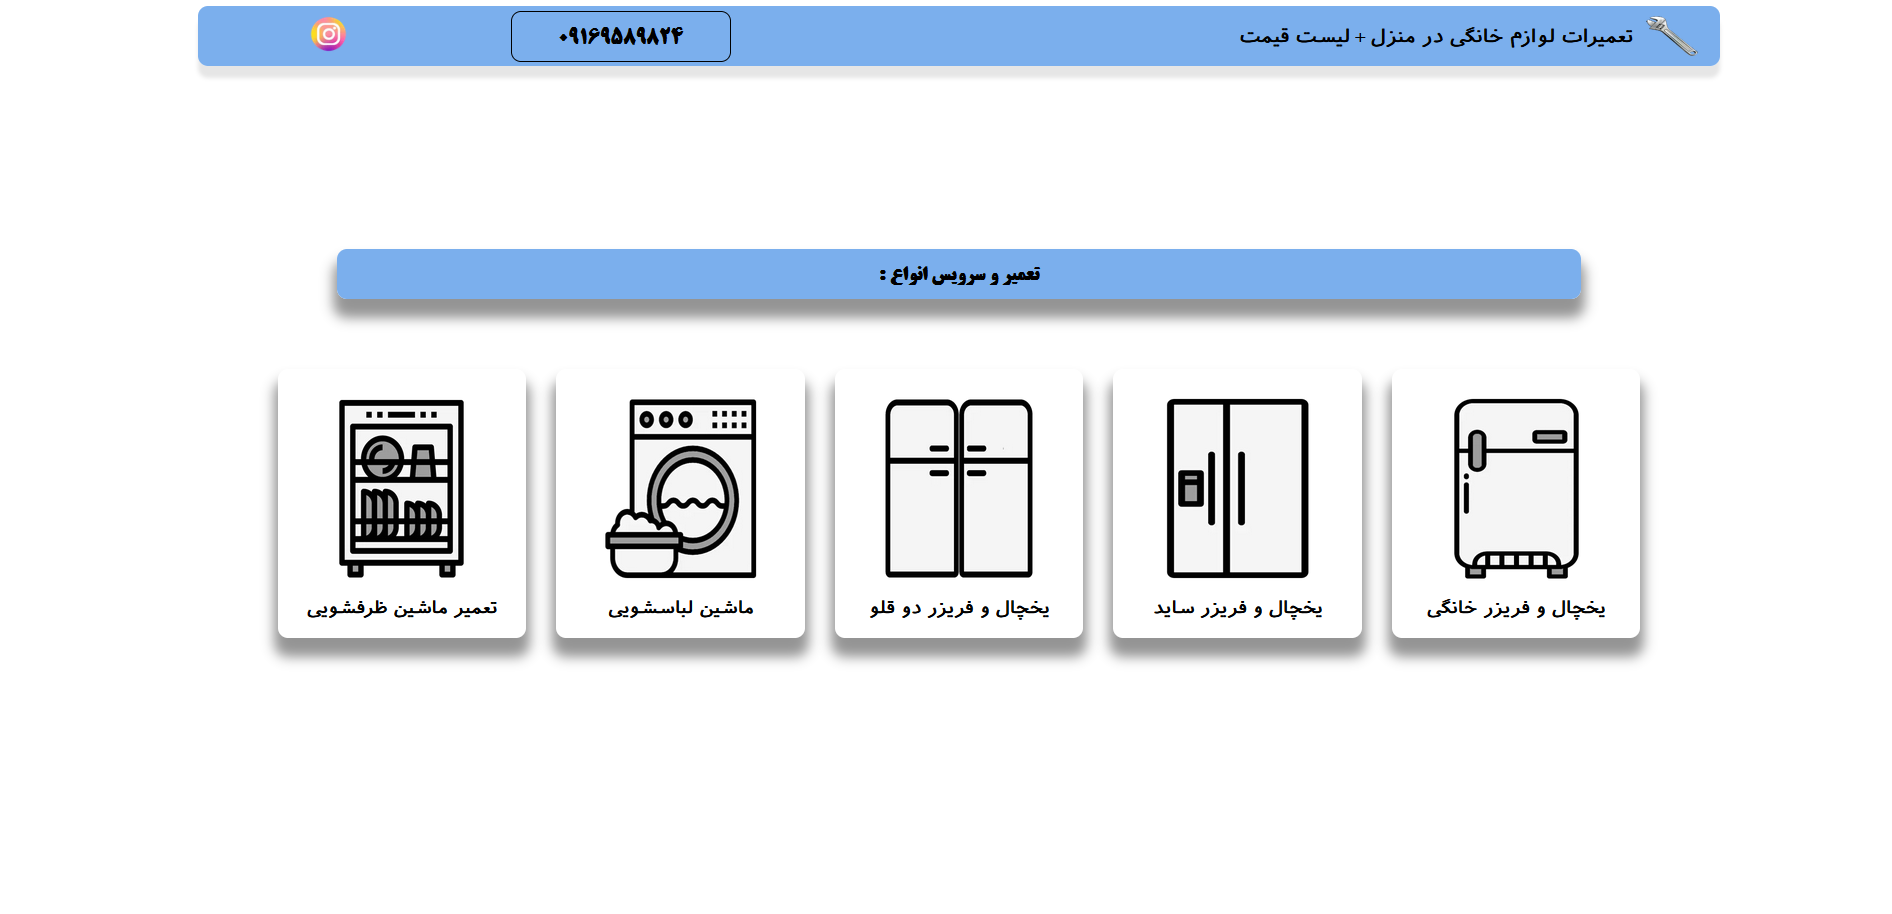 تعمیرات لوازم خانگی در منزل + لیست قیمت
۰۹۱۶۹۵۸۹۸۲۴
تعمیر و سرویس انواع :
یخچال و فریزر خانگی
یخچال و فریزر ساید
یخچال و فریزر دو قلو
ماشین لباسشویی
تعمیر ماشین ظرفشویی